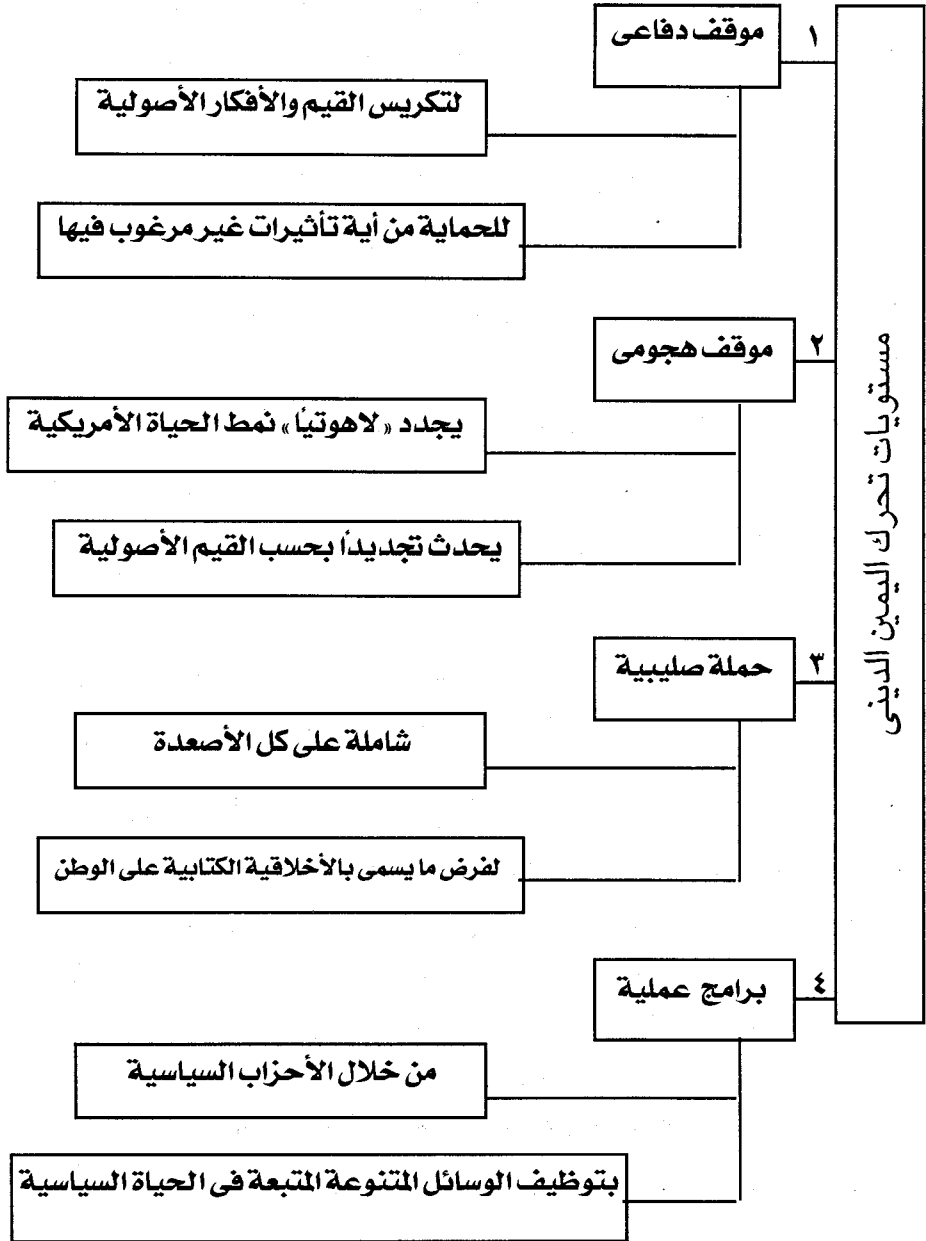 مستويات تحرك اليمين الدينى
١
موقف دفاعى
لتكريس القيم والأفكار الأصولية
للحماية من أية تأثيرات غير مرغوب فيها
٢
موقف هجومى
يجدد «لاهوتيًا» نمط الحياة الأمريكية
يحدث تجديدًا بحسب القيم الأصولية
٣
حملة صليبية
شاملة على كل الأصعدة
لفرض ما يسمى بالأخلاقية الكتابية على الوطن
٤
برامج عملية
من خلال الأحزاب السياسية
بتوظيف الوسائل المتنوعة المتبعة فى الحياة السياسية